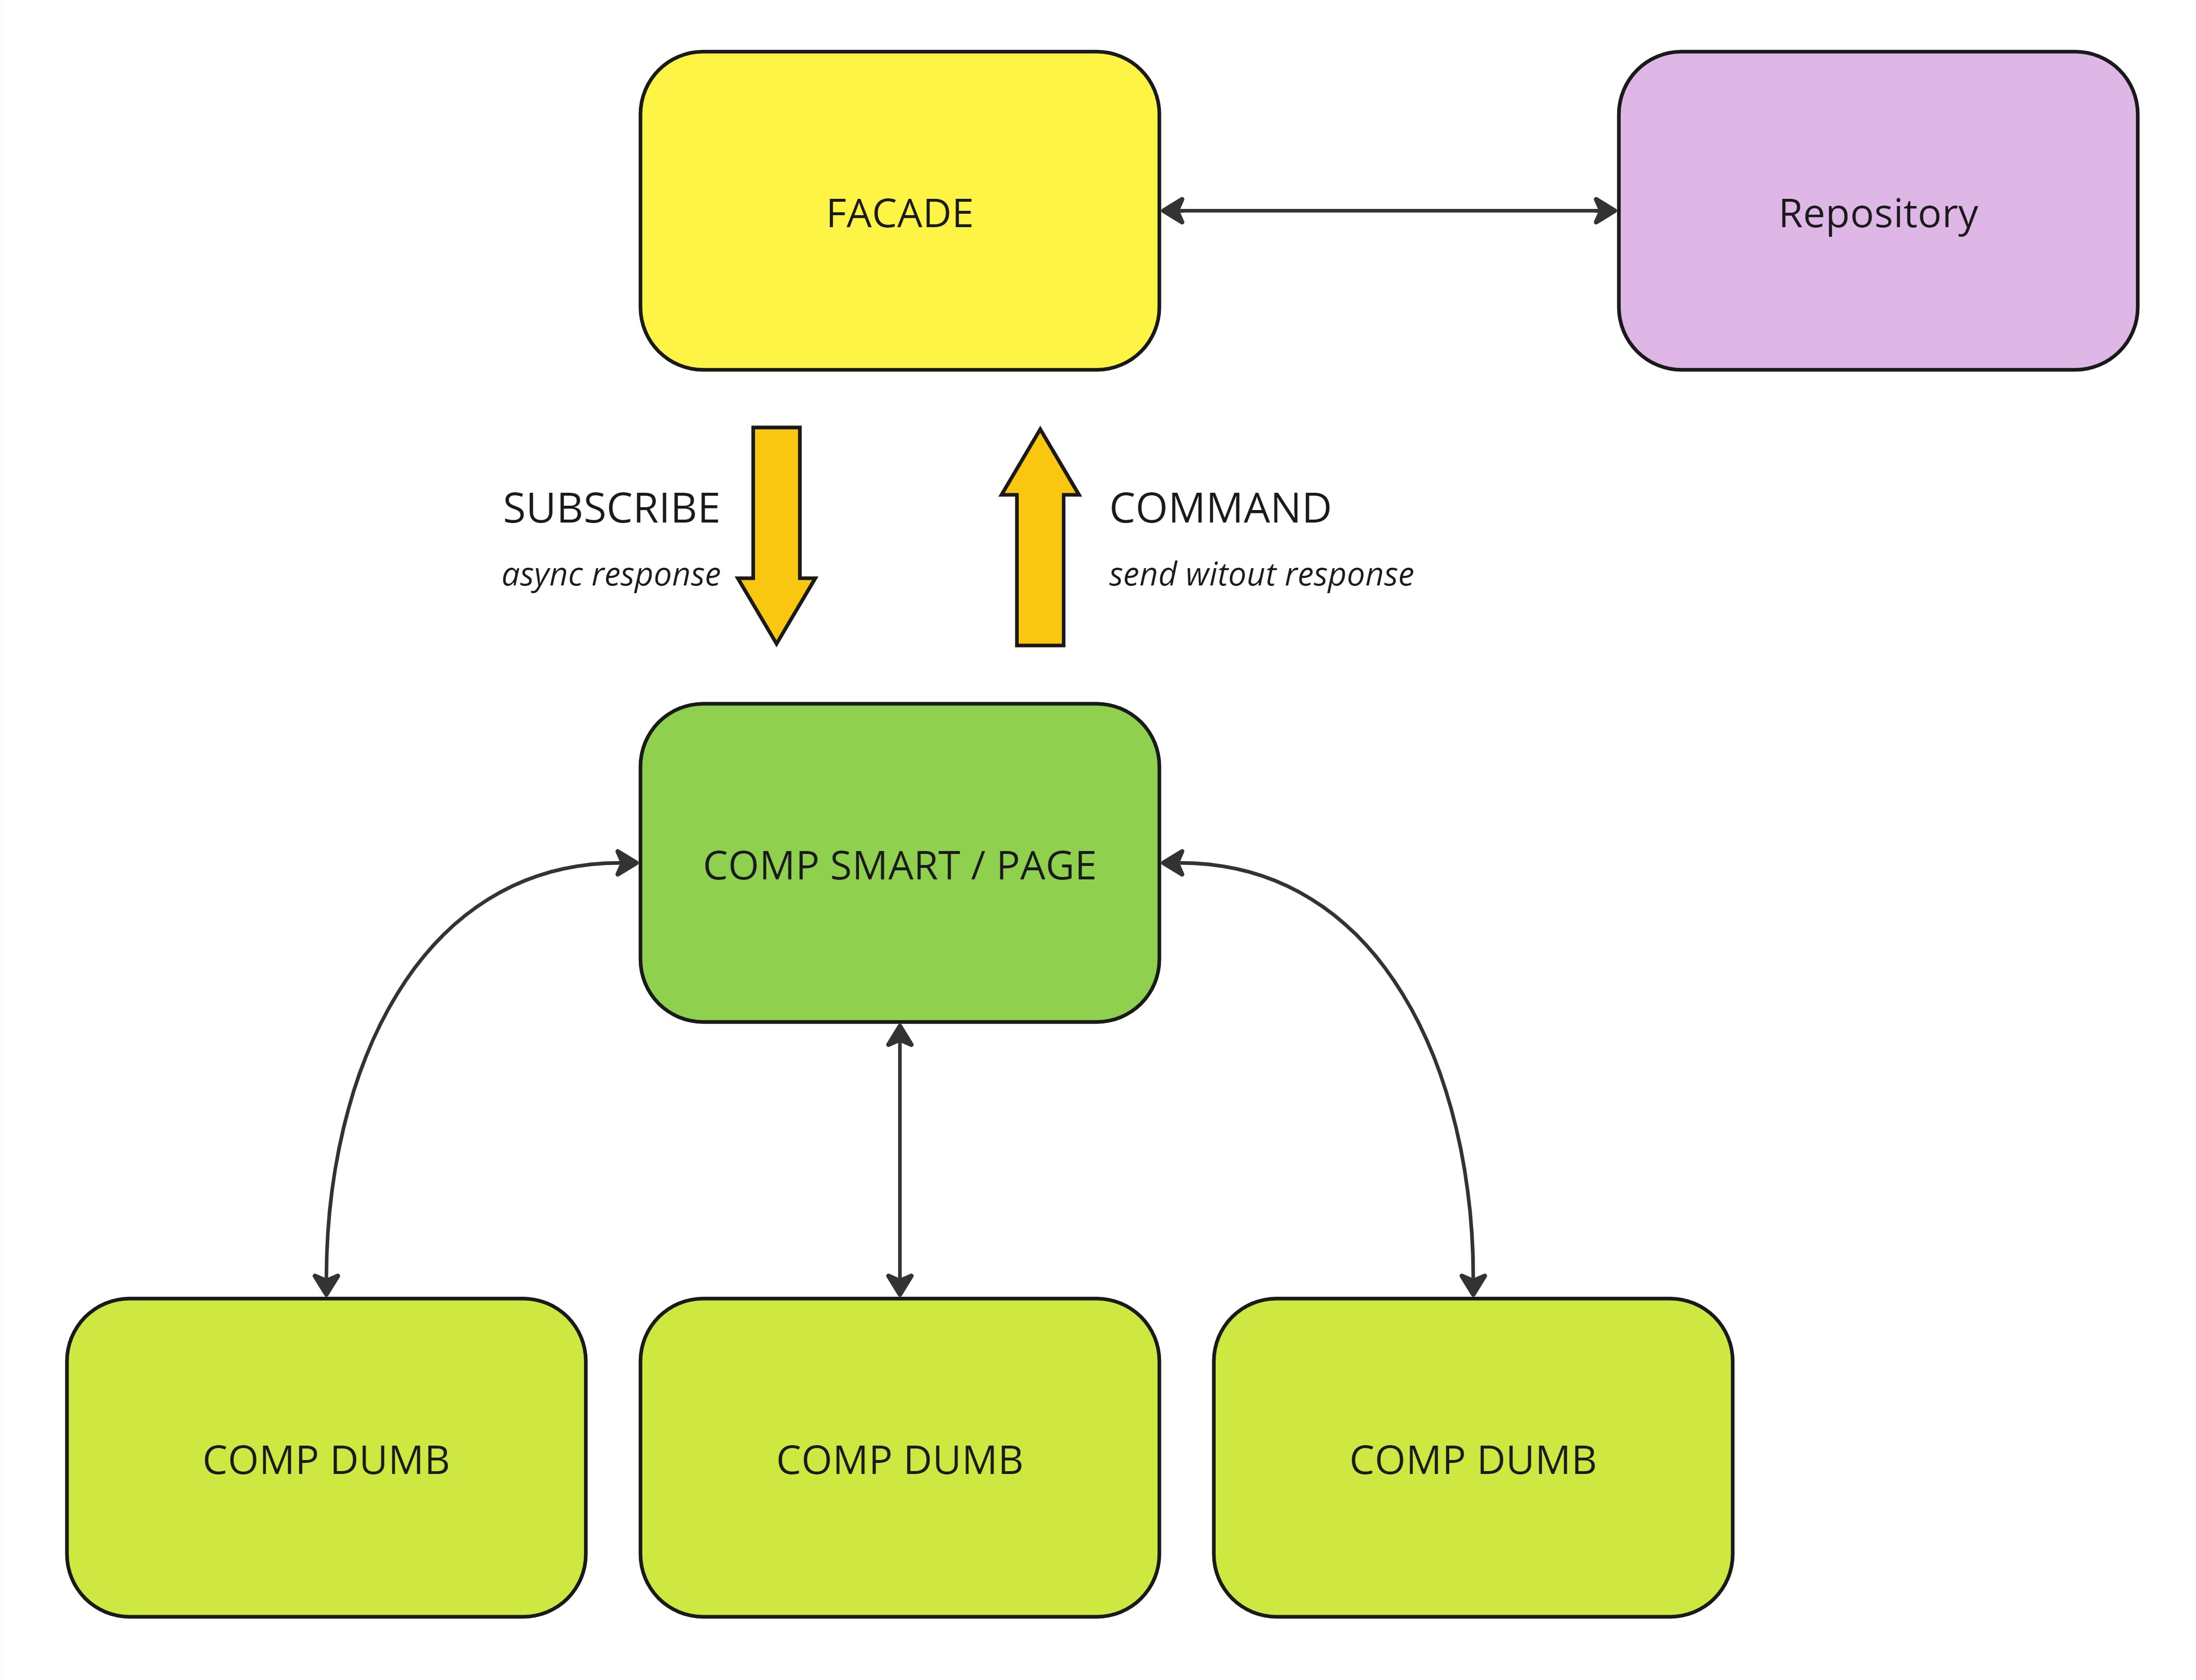 FACADE
Repository
SUBSCRIBE
async response
COMMAND
send witout response
COMP SMART / PAGE
COMP DUMB
COMP DUMB
COMP DUMB